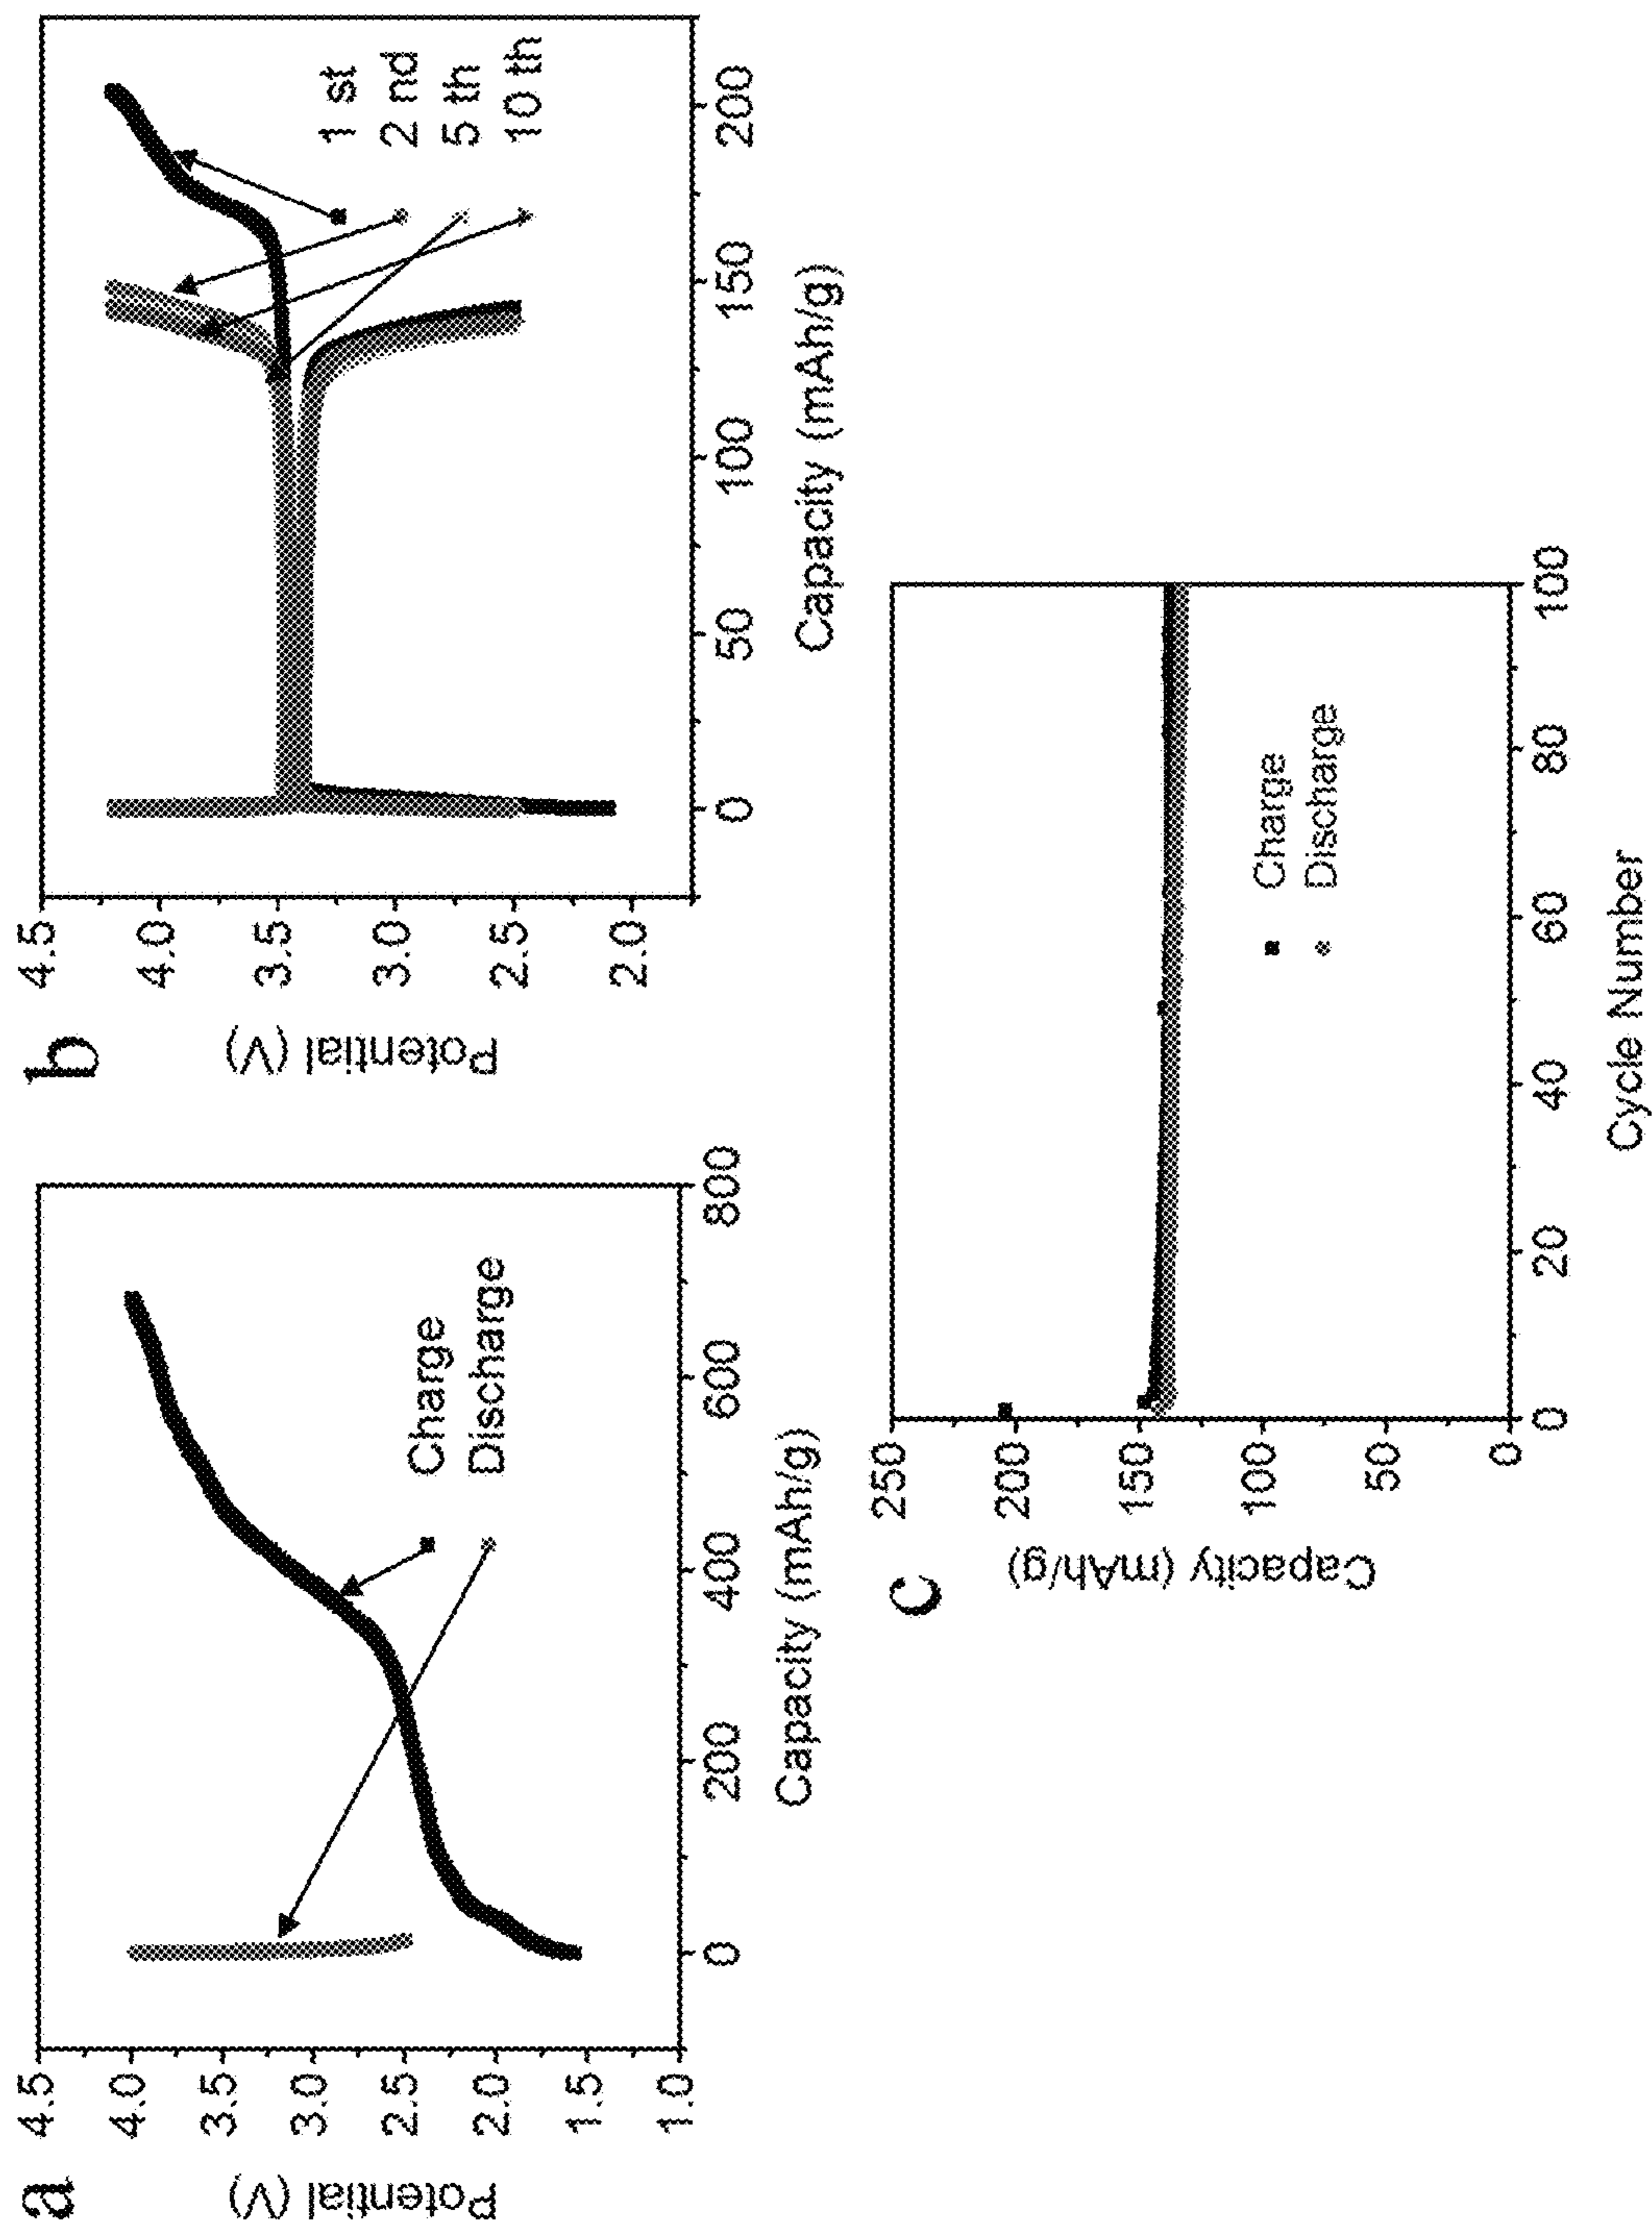 a
Potential (V)
4.5
4.0
3.5
3.0
2.5
2.0
1.5
1.0
0
200
400
600
800
Capacity (mAh/g)
Charge
Discharge
b
Potential (V)
4.5
4.0
3.5
3.0
2.5
2.0
0
50
100
150
200
Capacity (mAh/g)
1 st
2 nd
5 th
10 th
c
Capacity (mAh/g)
250
200
150
100
50
0
0
20
40
60
80
100
Cycle Number
Charge
Discharge